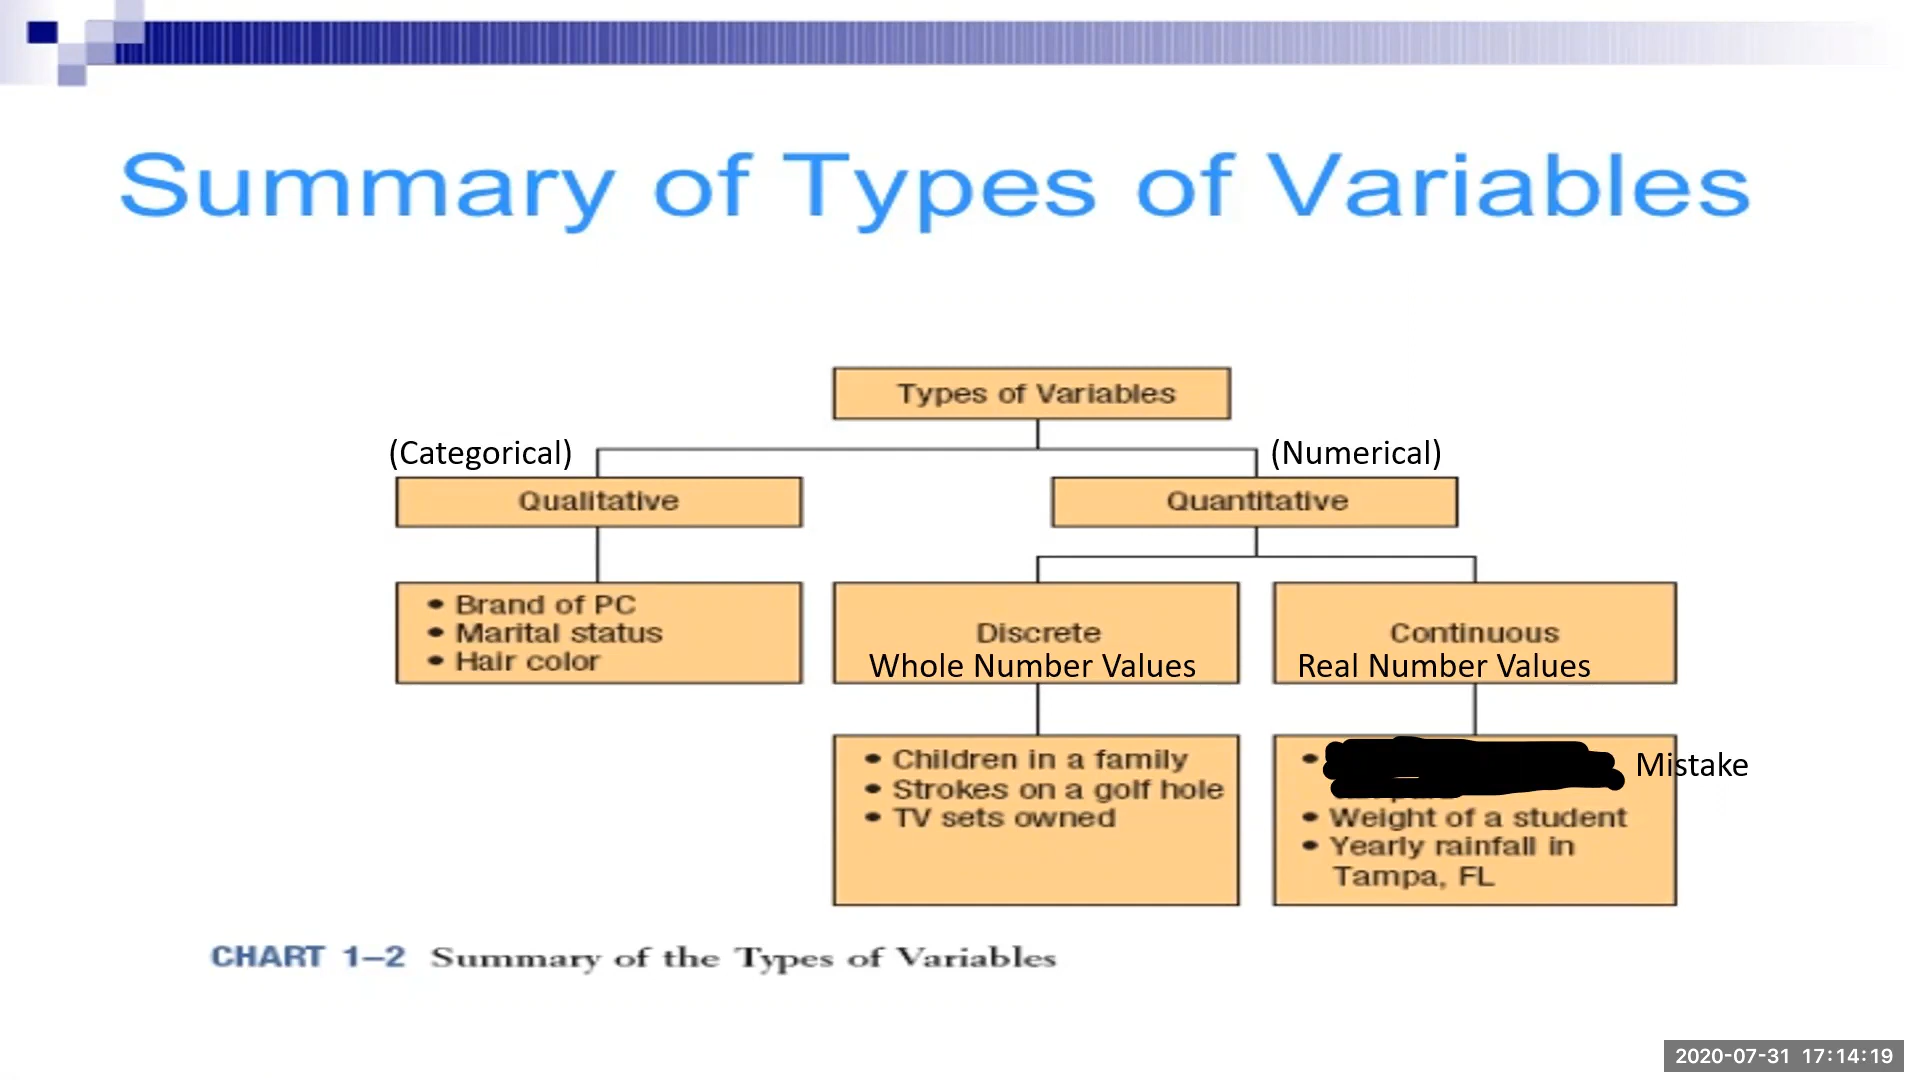 Summary of Types of Variables
Types of Variables
(Categorical)
(Numerical)
Qualitative
Quantitative
• Brand of PC
• Marital status
• Hair color
Discrete
Whole Number Values
Continuous
Real Number Values
• Children in a family
• Strokes on a golf hole
• TV sets owned
•
Mistake
• Weight of a student
• Yearly rainfall in
Tampa, FL
CHART 1–2 Summary of the Types of Variables
2020-07-31 17:14:19